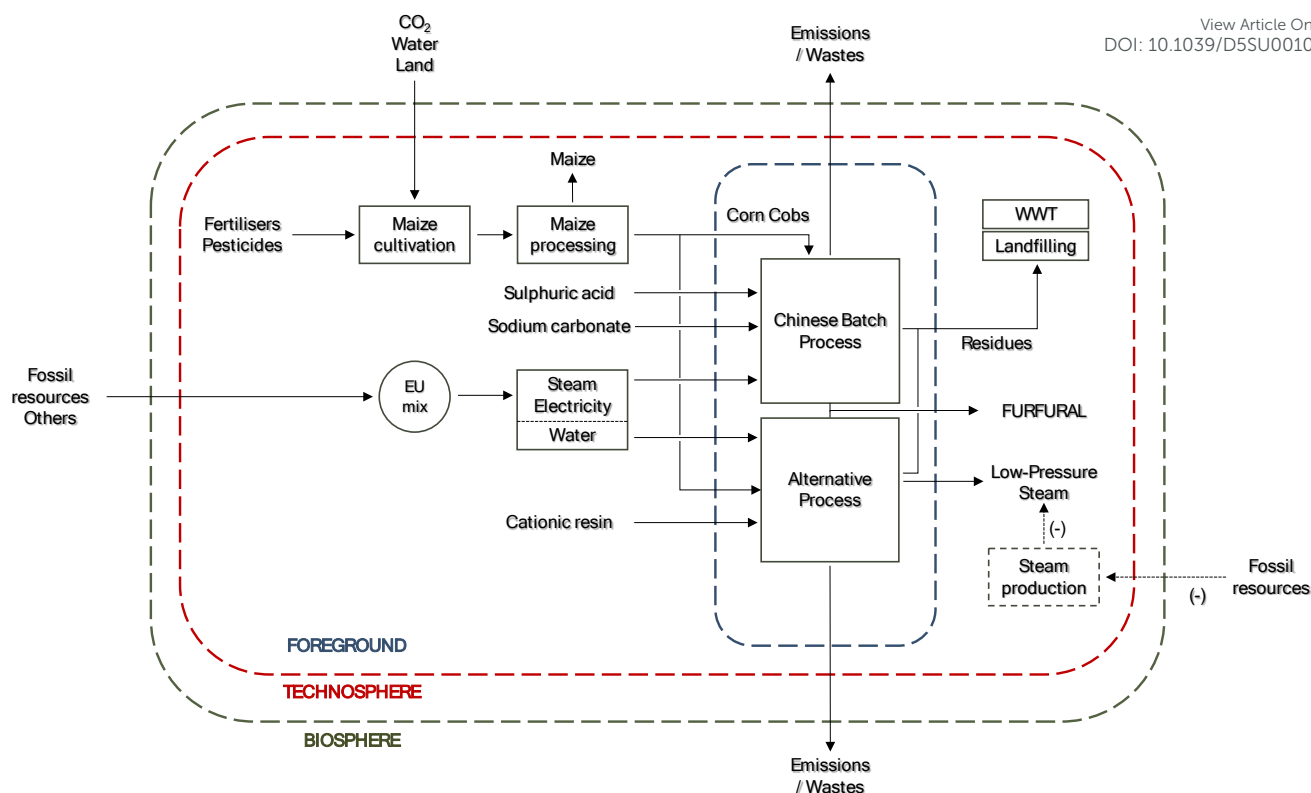 View Article On
DOI: 10.1039/D5SU0010
CO2
Water
Land
Emissions
/ Wastes
Maize
Fertilisers
Pesticides
Maize
cultivation
Maize
processing
Corn Cobs
WWT
Landfilling
Sulphuric acid
Sodium carbonate
Chinese Batch
Process
Residues
Fossil
resources
Others
EU
mix
Steam
Electricity
Water
FURFURAL
Alternative
Process
Low-Pressure
Steam
Cationic resin
(-)
Steam
production
(-)
Fossil
resources
FOREGROUND
TECHNOSPHERE
BIOSPHERE
Emissions
/ Wastes